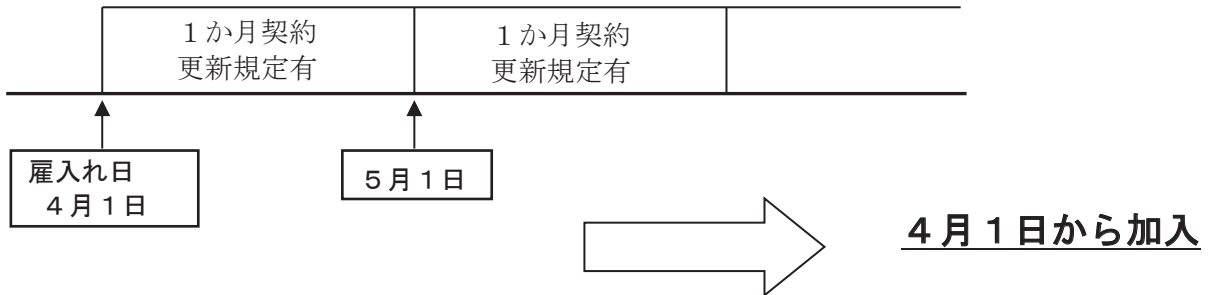 １か月契約
更新規定有
１か月契約
更新規定有
雇入れ日
４月１日
５月１日
４月１日から加入